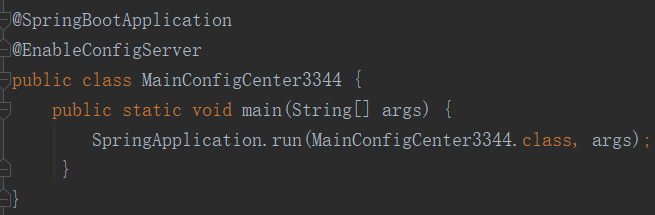 @SpringBootApplication
@EnableConfigServer
public class MainConfigCenter3344 {
    public static void main(String[] args) {
        SpringApplication.run(MainConfigCenter3344.class, args);
    }
}